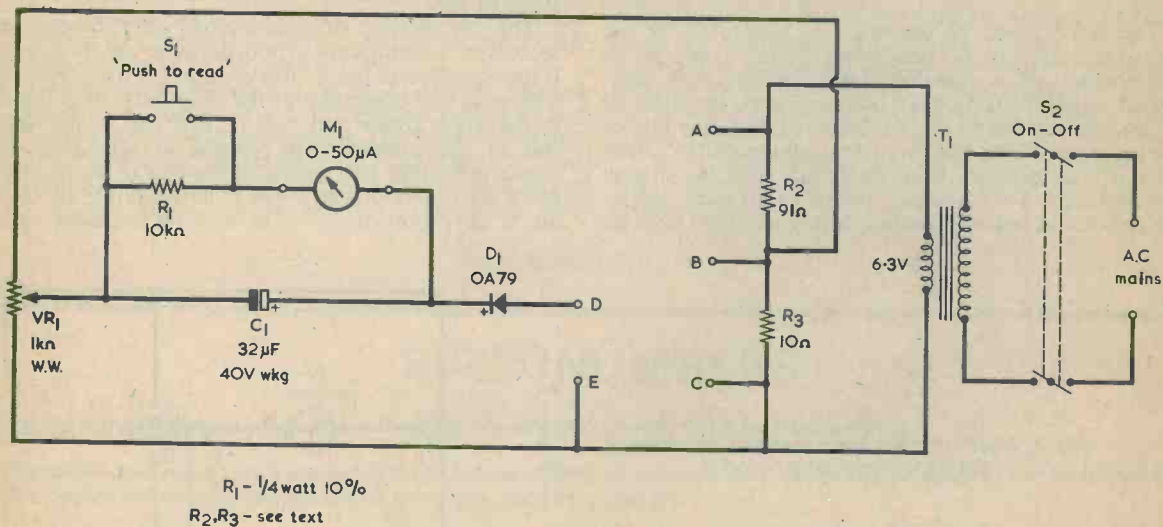 S1
'Push to read'
M1
0-50µA
R1
10kΩ
VR1
1kΩ
W.W.
C1
32µF
40V wkg
+
D1
OA79
+
D
E
A
B
C
R2
91Ω
R3
10Ω
6·3V
T1
S2
On-Off
A.C
mains
R1 - 1/4 watt 10%
R2,R3 - see text